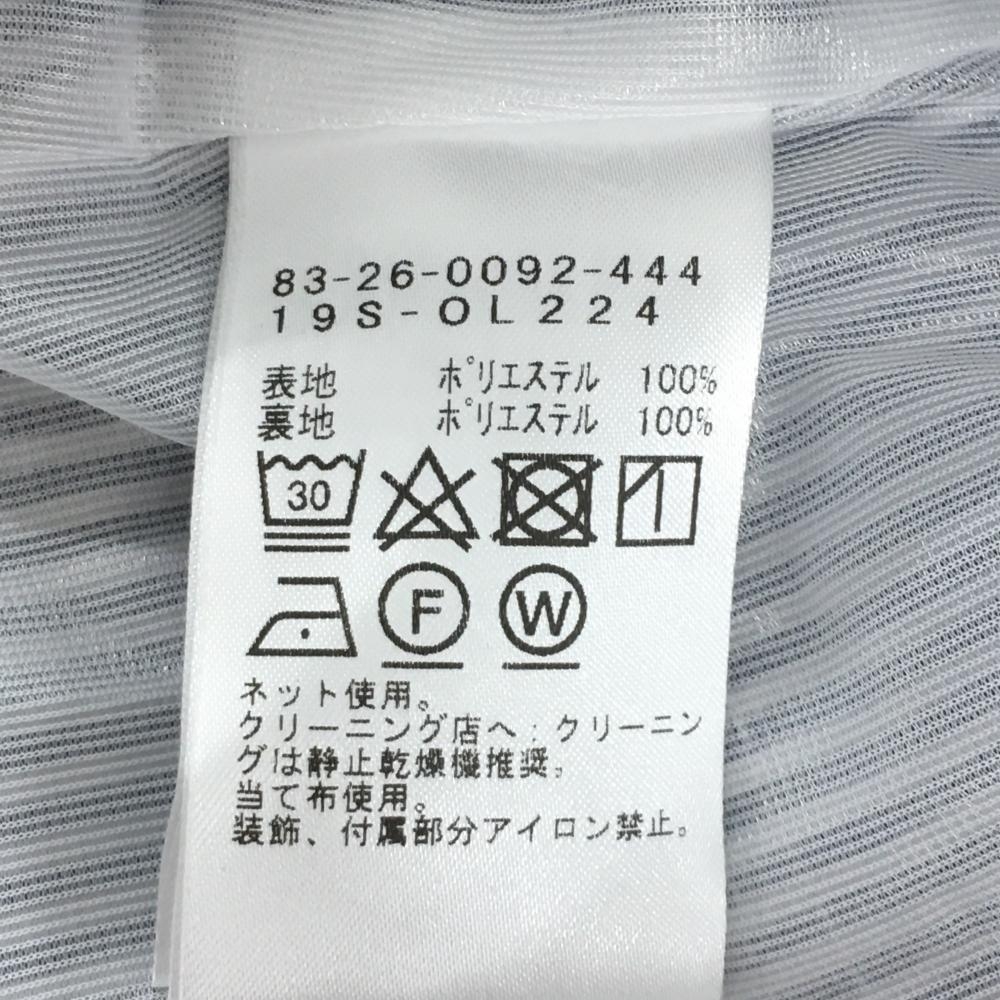 83-26-0092-444
19S-OL224
表地 ポリエステル 100%
裏地 ポリエステル 100%
30
F W
ネット使用。
クリーニング店へ:クリーニン
グは静止乾燥機推奨。
当て布使用。
装飾、付属部分アイロン禁止。